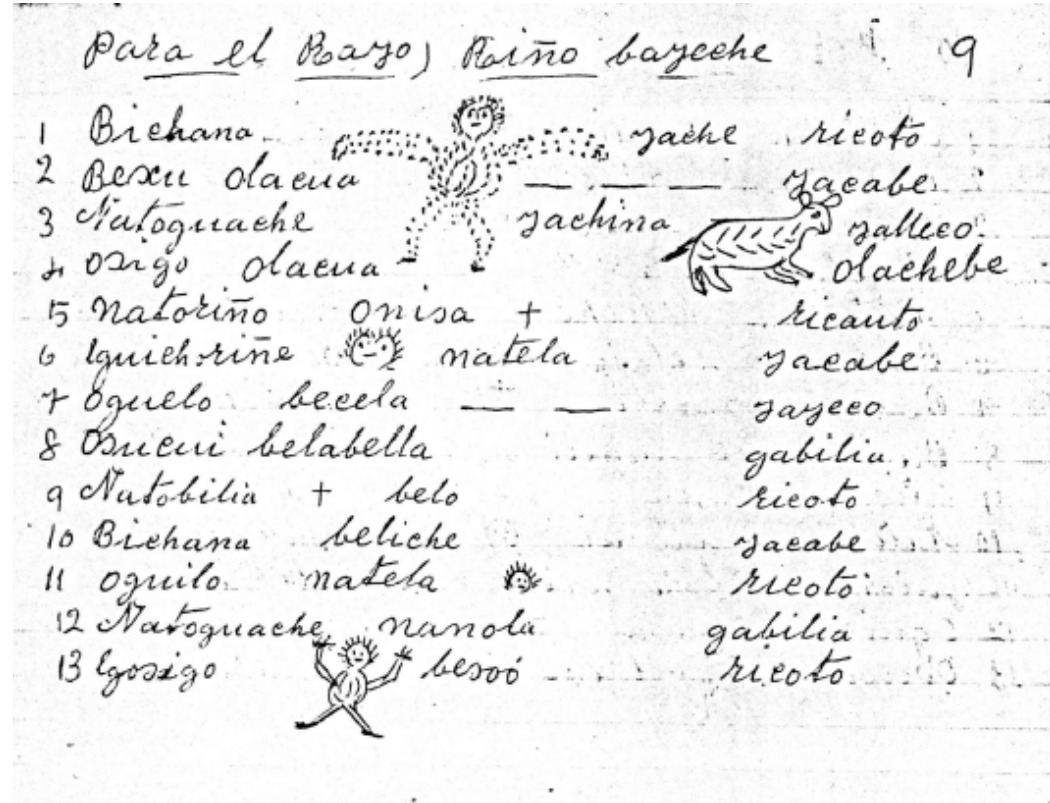 Para el Rayo) Riño bayeche 9
1 Bichana yache ricoto
2 Bexu olacua — — — yacabe
3 Natoguache yachina yalleco.
4 Ozigo olacua — olachebe
5 Natoriño onisa + ricauto
6 Iguichriñe natela yacabe
7 Oguelo becela — — yayeco
8 Osucui belabella gabilia.
9 Natobilia + belo ricoto
10 Bichana beliche yacabe
11 Oguilo natela ricoto
12 Natoguache nanola gabilia
13 Igozigo besoó ricoto